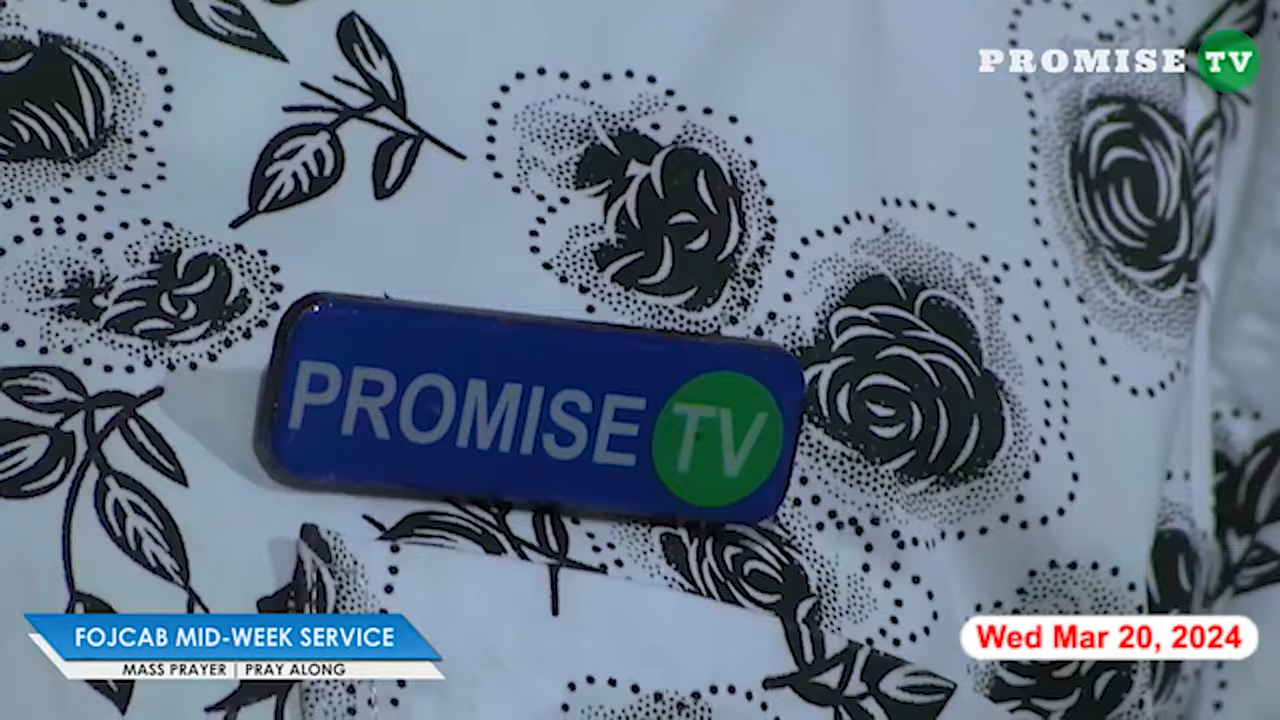 PROMISE TV
PROMISE TV
FOJCAB MID-WEEK SERVICE
MASS PRAYER | PRAY ALONG
Wed Mar 20, 2024